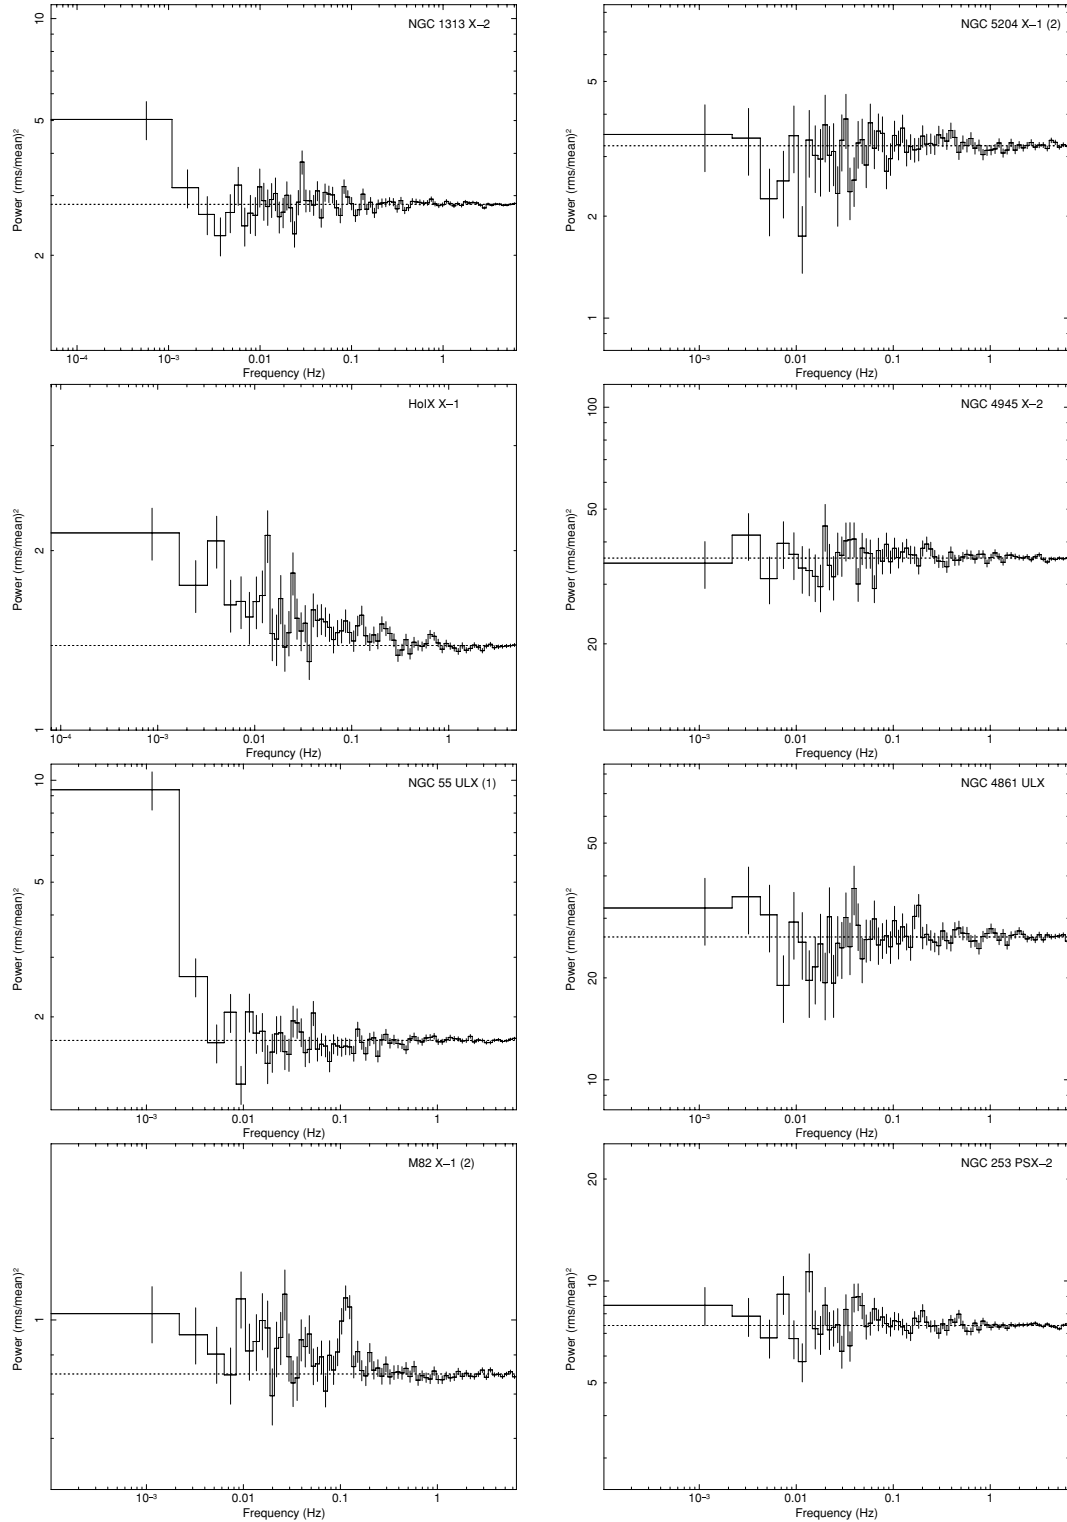 NGC 1313 X−2
10
5
2
Power (rms/mean)²
10⁻⁴ 10⁻³ 0.01 0.1 1
Frequency (Hz)
NGC 5204 X−1 (2)
5
2
1
Power (rms/mean)²
10⁻³ 0.01 0.1 1
Frequency (Hz)
HoIX X−1
2
1
Power (rms/mean)²
10⁻⁴ 10⁻³ 0.01 0.1 1
Frequncy (Hz)
NGC 4945 X−2
100
50
20
Power (rms/mean)²
10⁻³ 0.01 0.1 1
Frequency (Hz)
NGC 55 ULX (1)
10
5
2
Power (rms/mean)²
10⁻³ 0.01 0.1 1
Frequency (Hz)
NGC 4861 ULX
50
20
10
Power (rms/mean)²
10⁻³ 0.01 0.1 1
Frequency (Hz)
M82 X−1 (2)
1
Power (rms/mean)²
10⁻³ 0.01 0.1 1
Frequency (Hz)
NGC 253 PSX−2
20
10
5
Power (rms/mean)²
10⁻³ 0.01 0.1 1
Frequency (Hz)